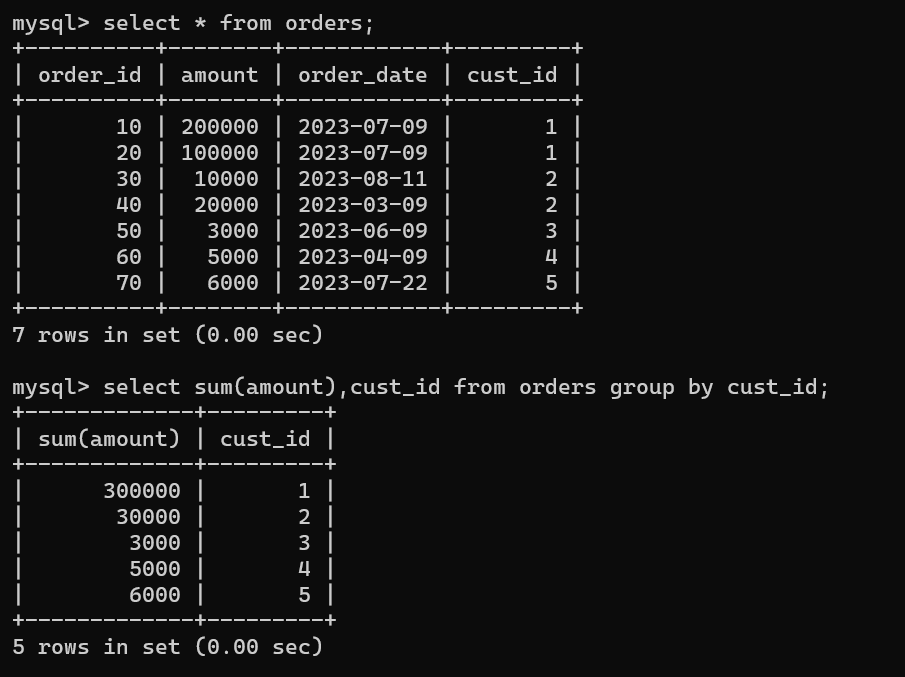 mysql> select * from orders;
+----------+--------+------------+---------+
| order_id | amount | order_date | cust_id |
+----------+--------+------------+---------+
|       10 | 200000 | 2023-07-09 |       1 |
|       20 | 100000 | 2023-07-09 |       1 |
|       30 |  10000 | 2023-08-11 |       2 |
|       40 |  20000 | 2023-03-09 |       2 |
|       50 |   3000 | 2023-06-09 |       3 |
|       60 |   5000 | 2023-04-09 |       4 |
|       70 |   6000 | 2023-07-22 |       5 |
+----------+--------+------------+---------+
7 rows in set (0.00 sec)

mysql> select sum(amount),cust_id from orders group by cust_id;
+-------------+---------+
| sum(amount) | cust_id |
+-------------+---------+
|      300000 |       1 |
|       30000 |       2 |
|        3000 |       3 |
|        5000 |       4 |
|        6000 |       5 |
+-------------+---------+
5 rows in set (0.00 sec)